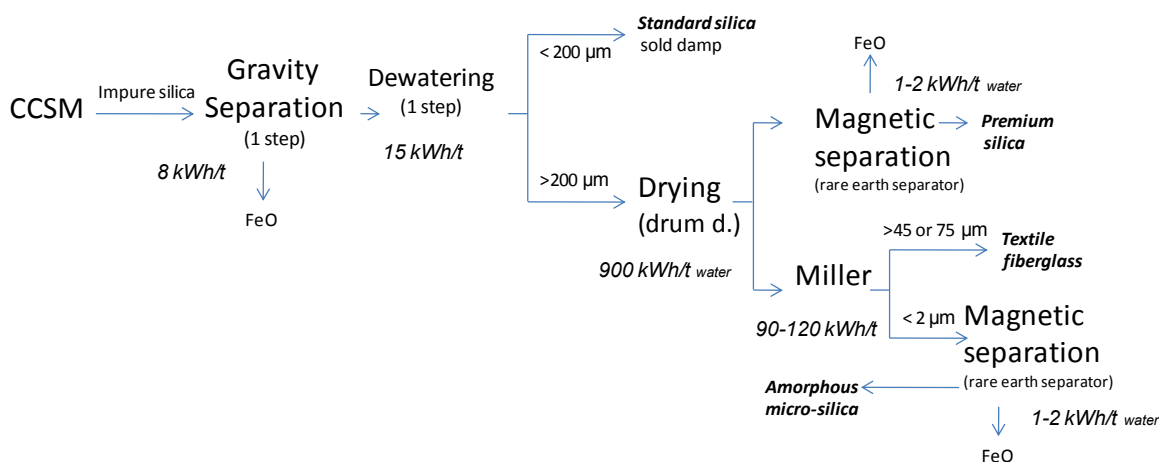 CCSM
Impure silica
Gravity
Separation
(1 step)
8 kWh/t
FeO
Dewatering
(1 step)
15 kWh/t
< 200 µm
Standard silica
sold damp
>200 µm
Drying
(drum d.)
900 kWh/t water
FeO
1-2 kWh/t water
Magnetic
separation
(rare earth separator)
Premium
silica
Miller
90-120 kWh/t
>45 or 75 µm
Textile
fiberglass
< 2 µm
Magnetic
separation
(rare earth separator)
Amorphous
micro-silica
1-2 kWh/t water
FeO